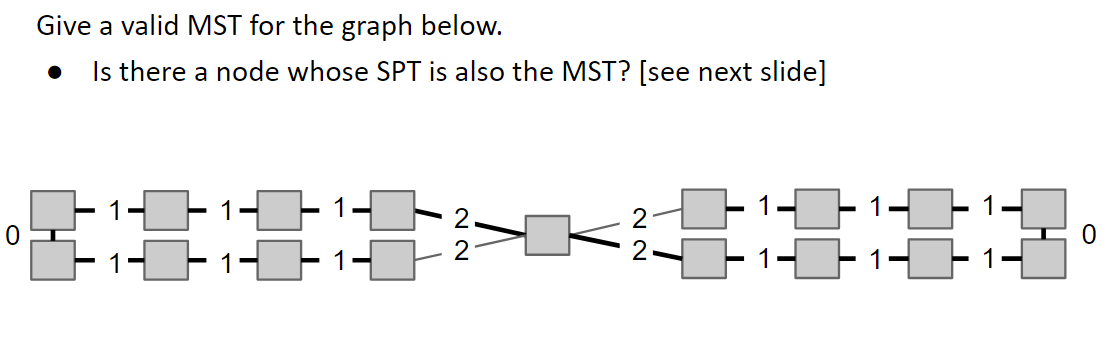 Give a valid MST for the graph below.
● Is there a node whose SPT is also the MST? [see next slide]
1 1 1 2 2 1 1 1
0 0
1 1 1 2 2 1 1 1